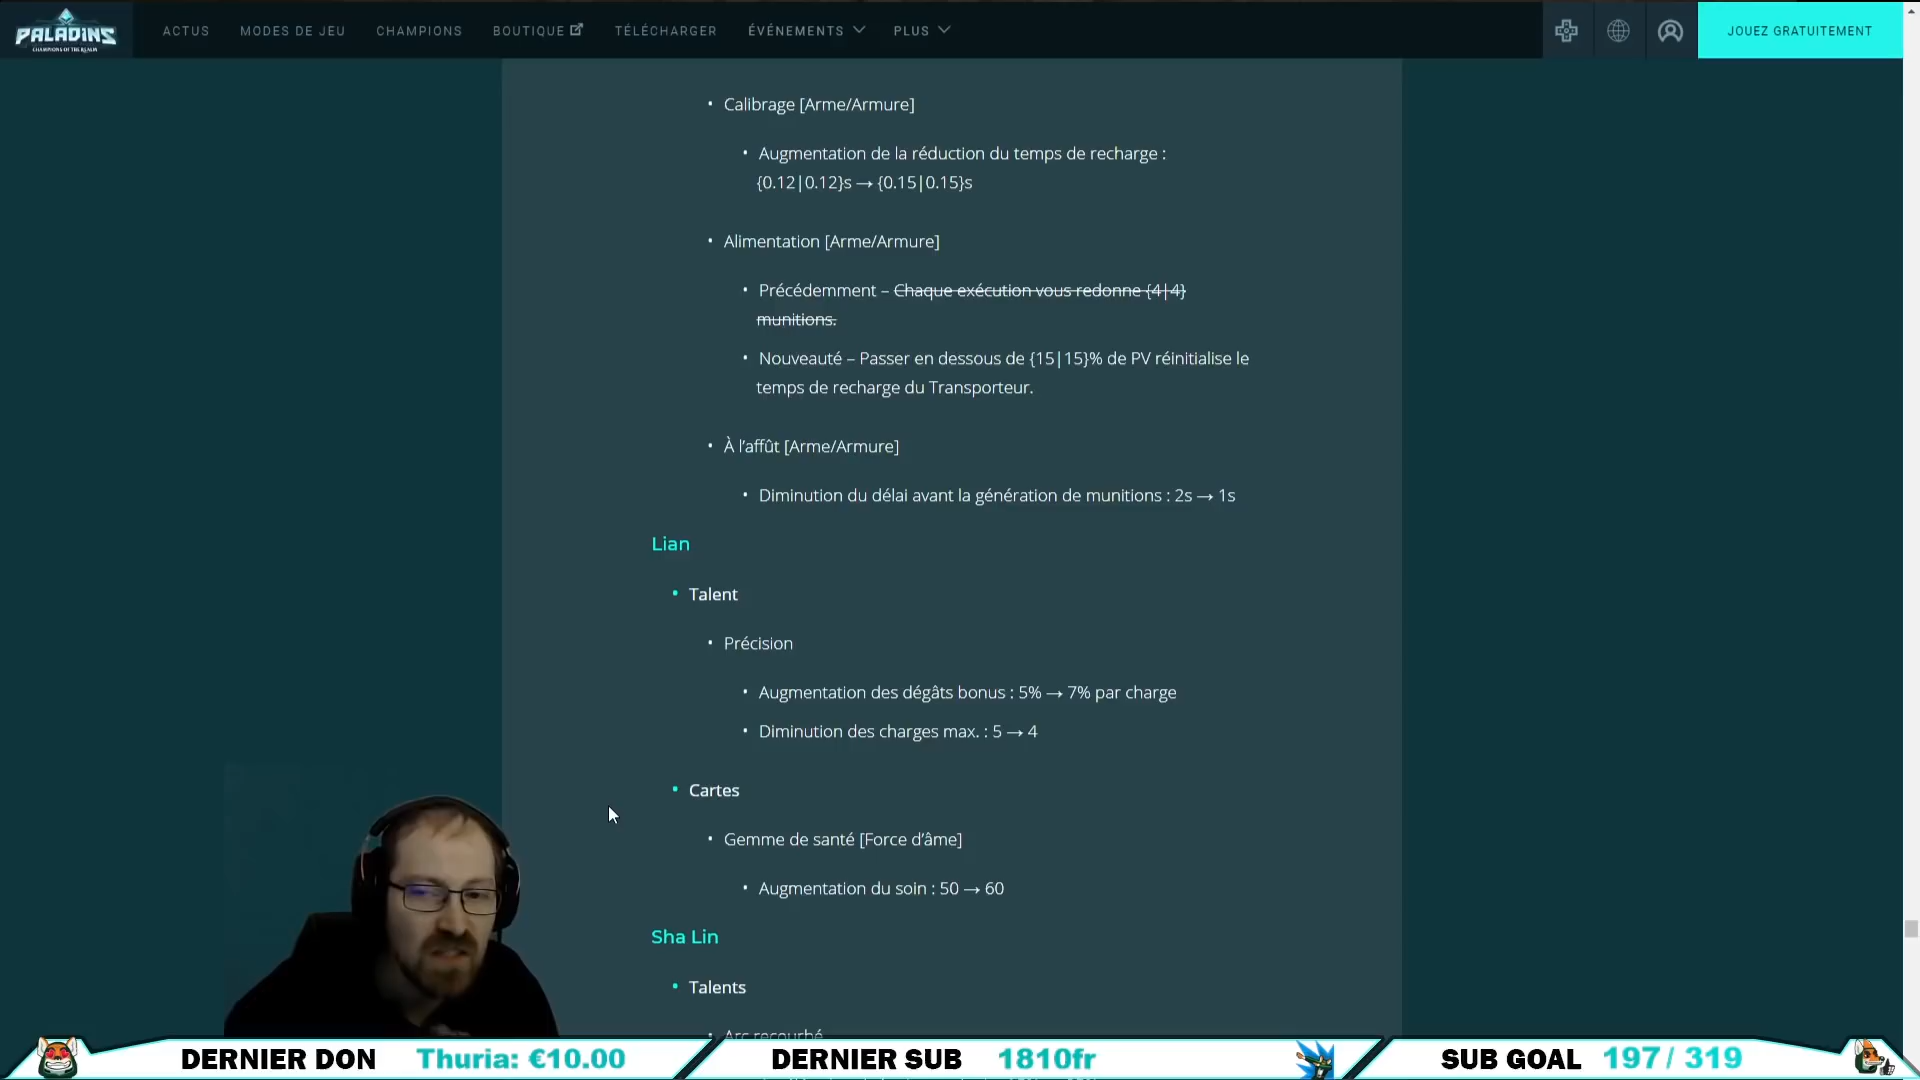 PALADINS
CHAMPIONS OF THE REALM
ACTUS
MODES DE JEU
CHAMPIONS
BOUTIQUE
TÉLÉCHARGER
ÉVÉNEMENTS
PLUS
JOUEZ GRATUITEMENT
• Calibrage [Arme/Armure]
• Augmentation de la réduction du temps de recharge :
{0.12|0.12}s → {0.15|0.15}s
• Alimentation [Arme/Armure]
• Précédemment – Chaque exécution vous redonne {4|4}
munitions.
• Nouveauté – Passer en dessous de {15|15}% de PV réinitialise le
temps de recharge du Transporteur.
• À l’affût [Arme/Armure]
• Diminution du délai avant la génération de munitions : 2s → 1s
Lian
• Talent
• Précision
• Augmentation des dégâts bonus : 5% → 7% par charge
• Diminution des charges max. : 5 → 4
• Cartes
• Gemme de santé [Force d’âme]
• Augmentation du soin : 50 → 60
Sha Lin
• Talents
• Arc recourbé
DERNIER DON Thuria: €10.00
DERNIER SUB 1810fr
SUB GOAL 197 / 319